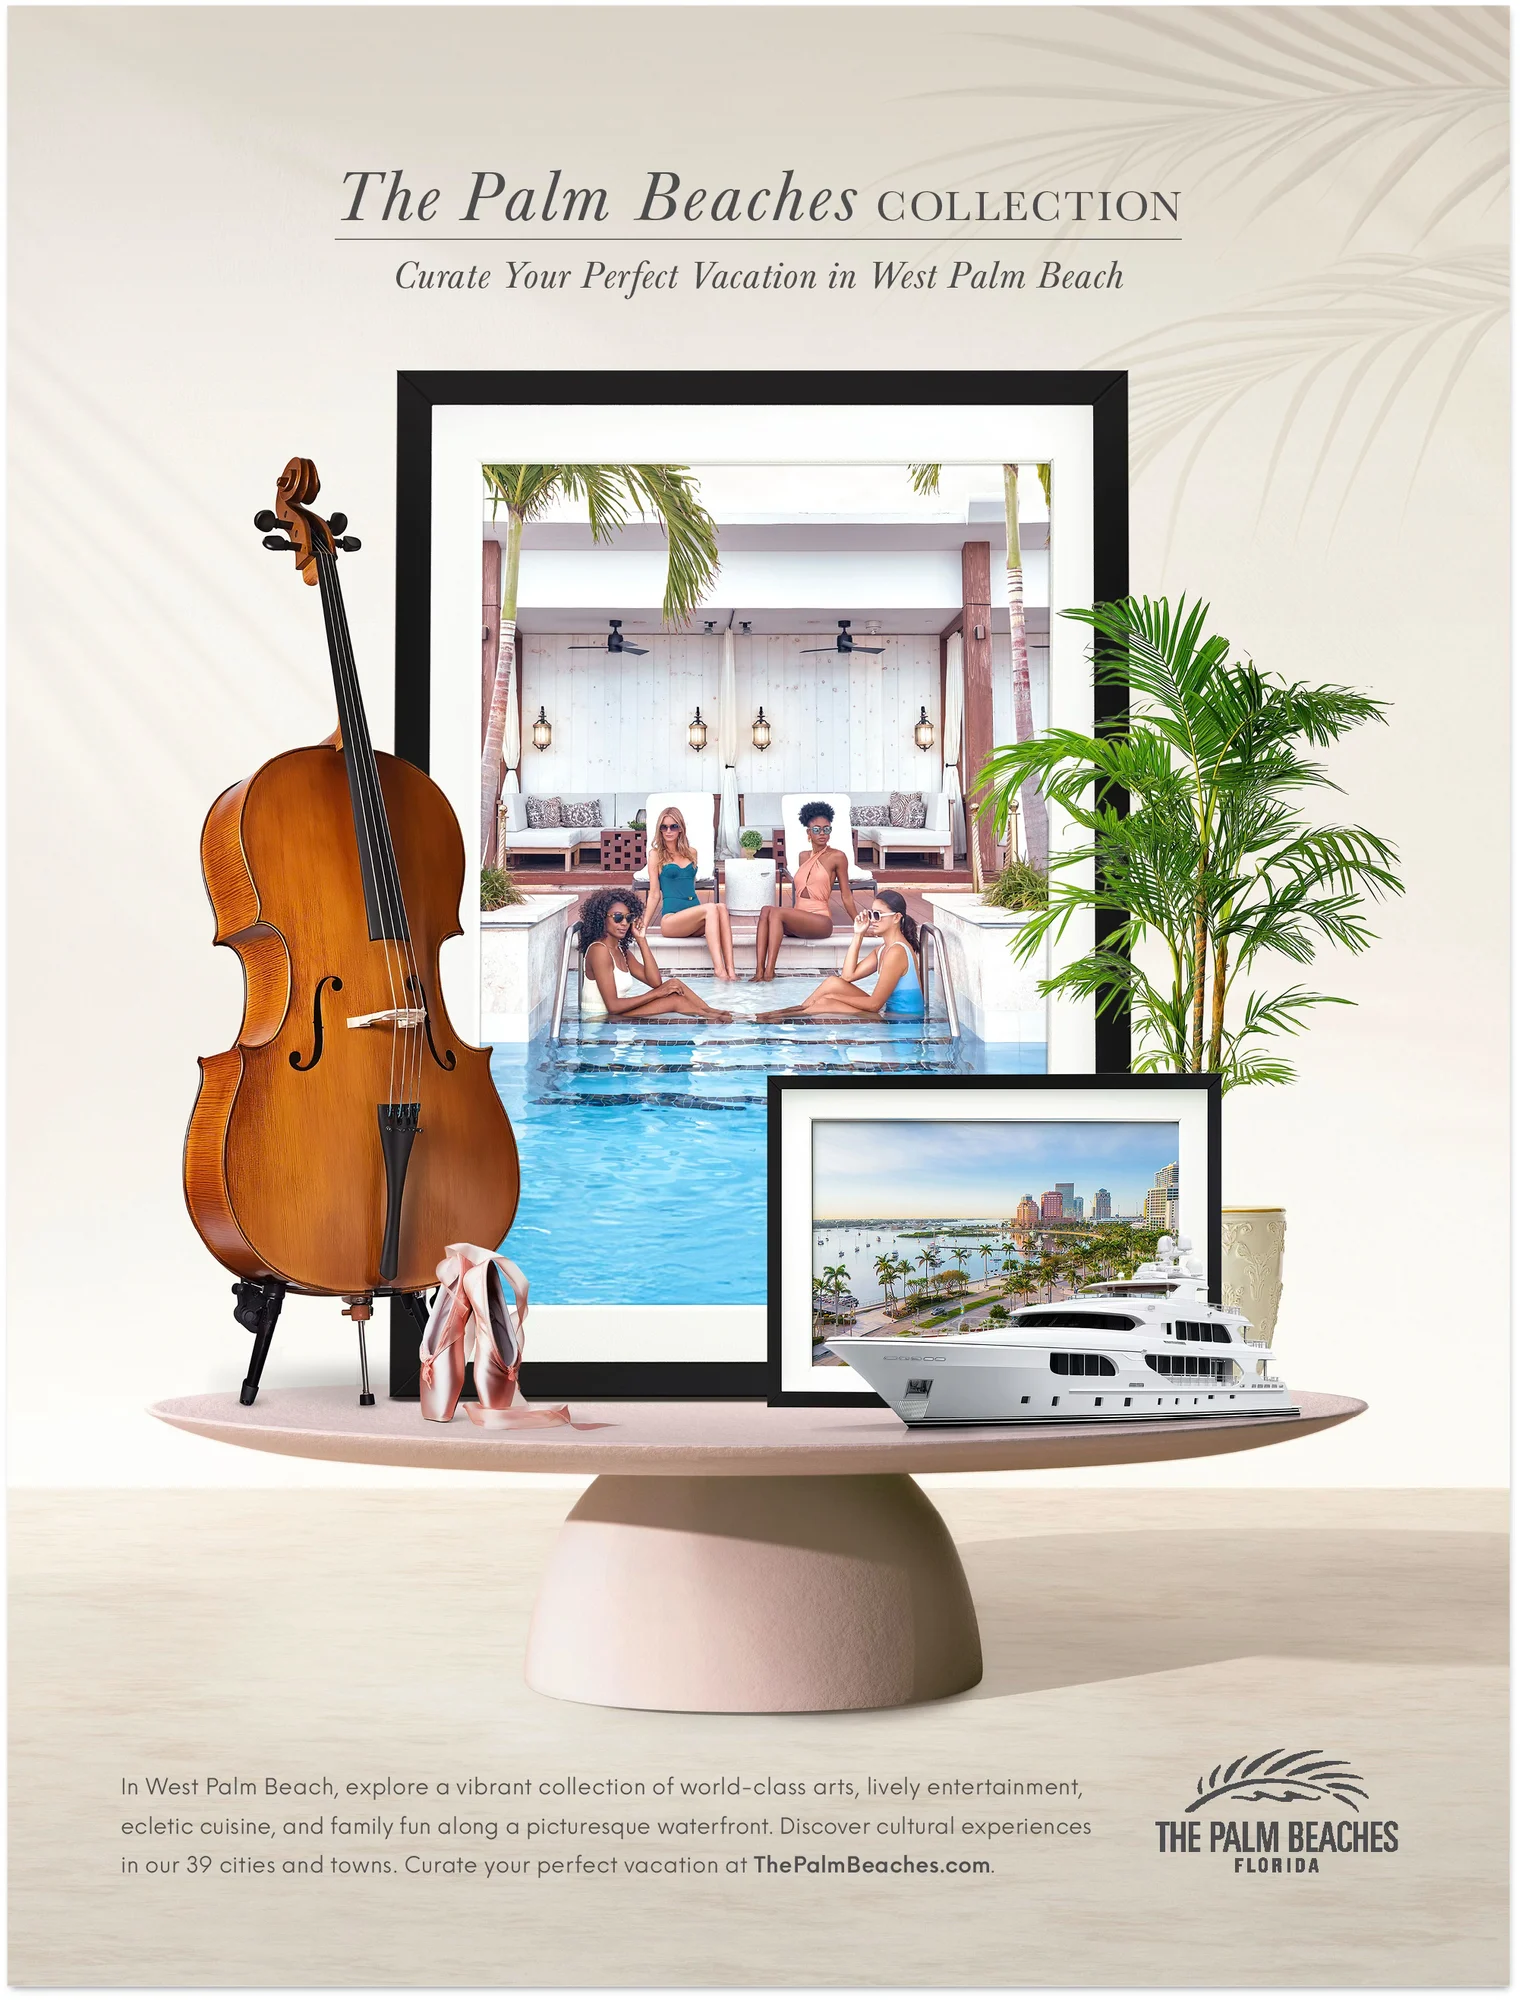 The Palm Beaches COLLECTION
Curate Your Perfect Vacation in West Palm Beach
In West Palm Beach, explore a vibrant collection of world-class arts, lively entertainment,
ecletic cuisine, and family fun along a picturesque waterfront. Discover cultural experiences
in our 39 cities and towns. Curate your perfect vacation at ThePalmBeaches.com.
THE PALM BEACHES
FLORIDA